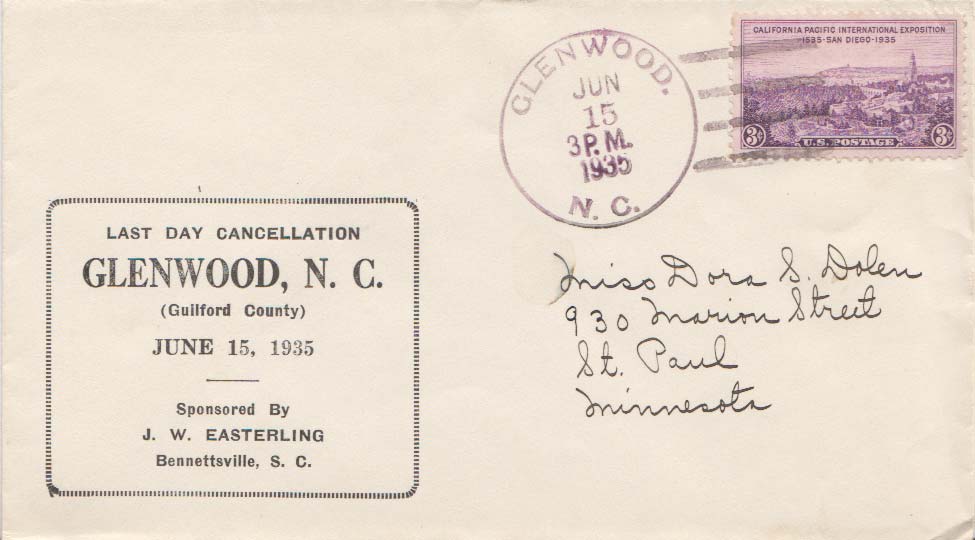 GLENWOOD.
JUN
15
3 P.M.
1935
N. C.
CALIFORNIA PACIFIC INTERNATIONAL EXPOSITION
1535-SAN DIEGO-1935
3¢ U.S. POSTAGE 3¢
LAST DAY CANCELLATION
GLENWOOD, N. C.
(Guilford County)
JUNE 15, 1935
Sponsored By
J. W. EASTERLING
Bennettsville, S. C.
Miss Dora S. Dolen
930 Marion Street
St. Paul
Minnesota